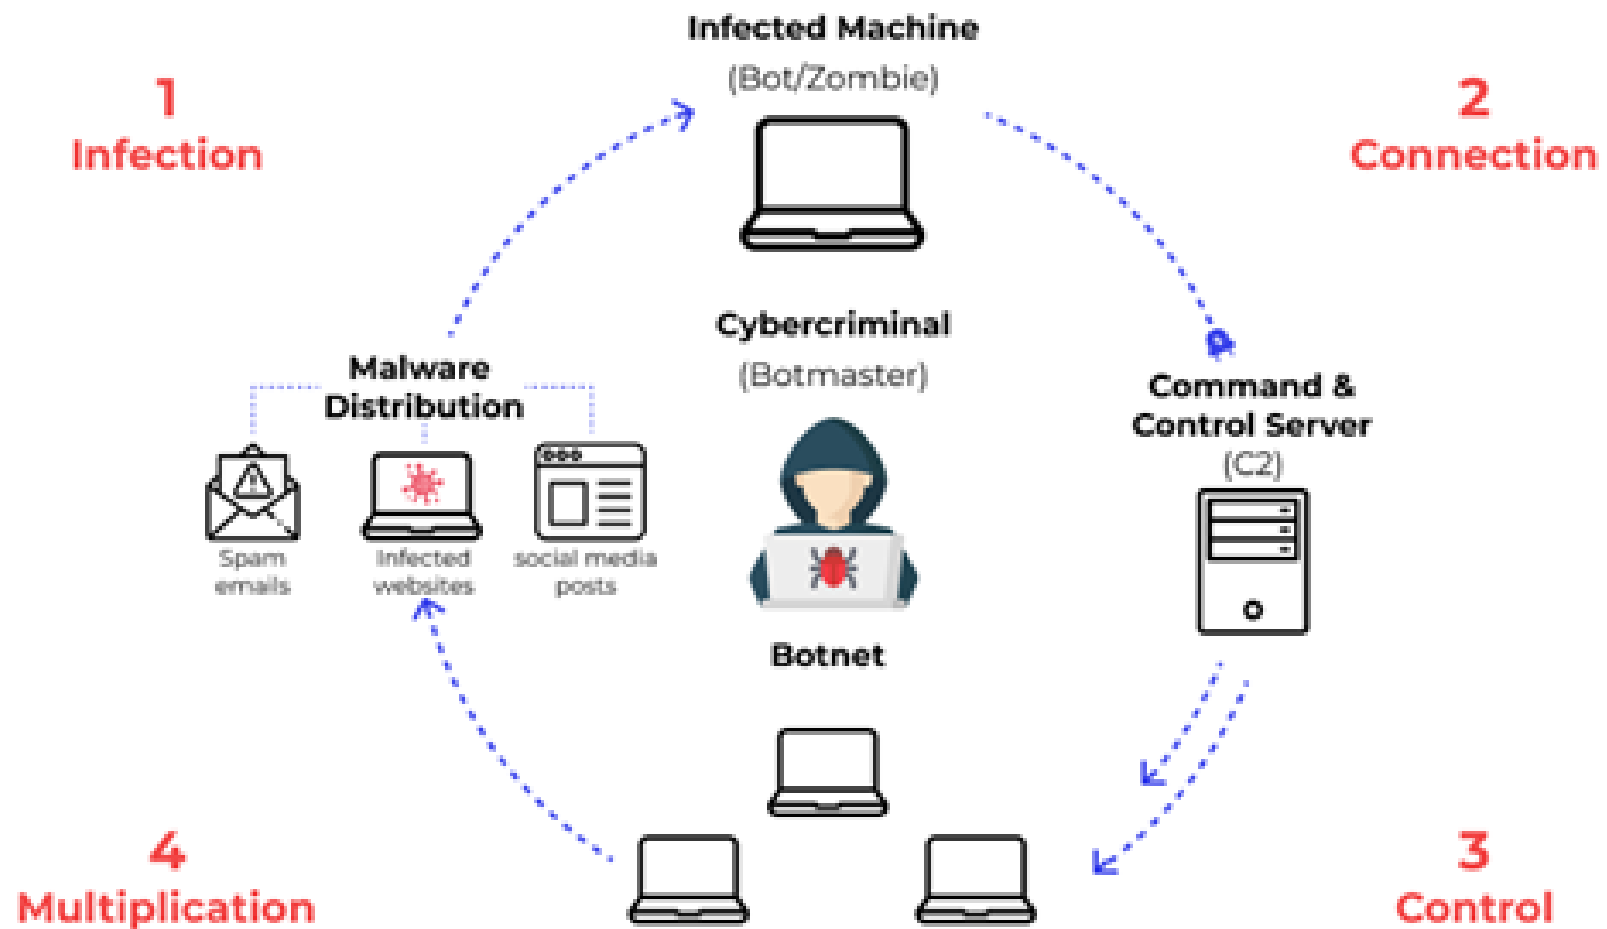 Infected Machine
(Bot/Zombie)
1
Infection
2
Connection
Cybercriminal
(Botmaster)
Malware
Distribution
Spam
emails
Infected
websites
social media
posts
Command &
Control Server
(C2)
Botnet
4
Multiplication
3
Control